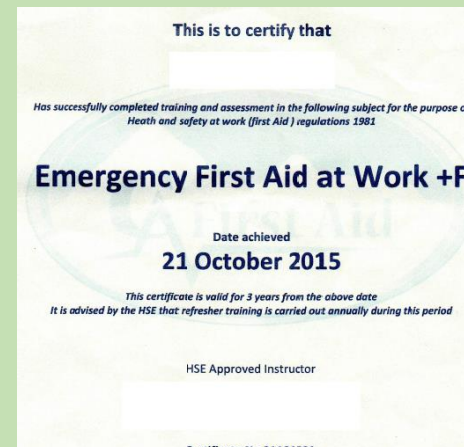 This is to certify that
Has successfully completed training and assessment in the following subject for the purpose
Heath and safety at work (first Aid ) regulations 1981
Emergency First Aid at Work +F
First Aid
Date achieved
21 October 2015
This certificate is valid for 3 years from the above date
It is advised by the HSE that refresher training is carried out annually during this period
HSE Approved Instructor